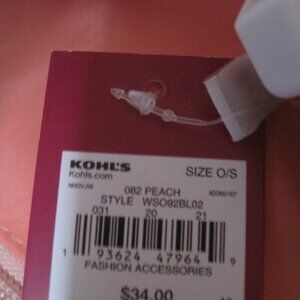 KOHL'S SIZE O/S
Kohls.com
NUDVJW
082 PEACH
STYLE WSO92BL02
031 20 21
1 93624 47964 9
FASHION ACCESSORIES
$34.00